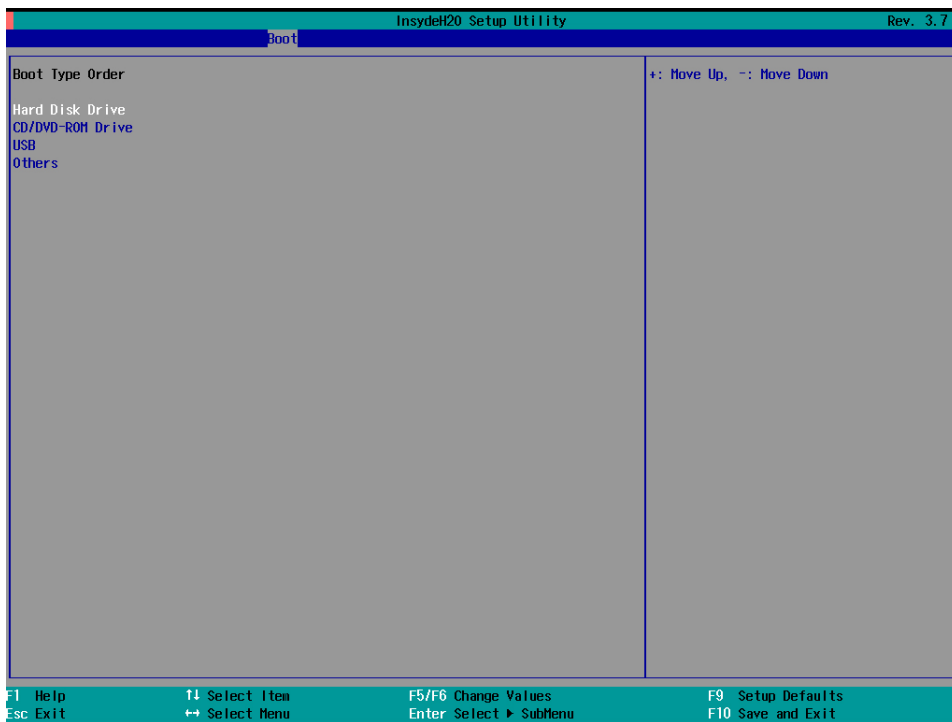 InsydeH20 Setup Utility Rev. 3.7
Boot
Boot Type Order
+: Move Up, -: Move Down
Hard Disk Drive
CD/DVD-ROM Drive
USB
Others
F1 Help ↑↓ Select Item F5/F6 Change Values F9 Setup Defaults
Esc Exit ↔ Select Menu Enter Select ▶ SubMenu F10 Save and Exit